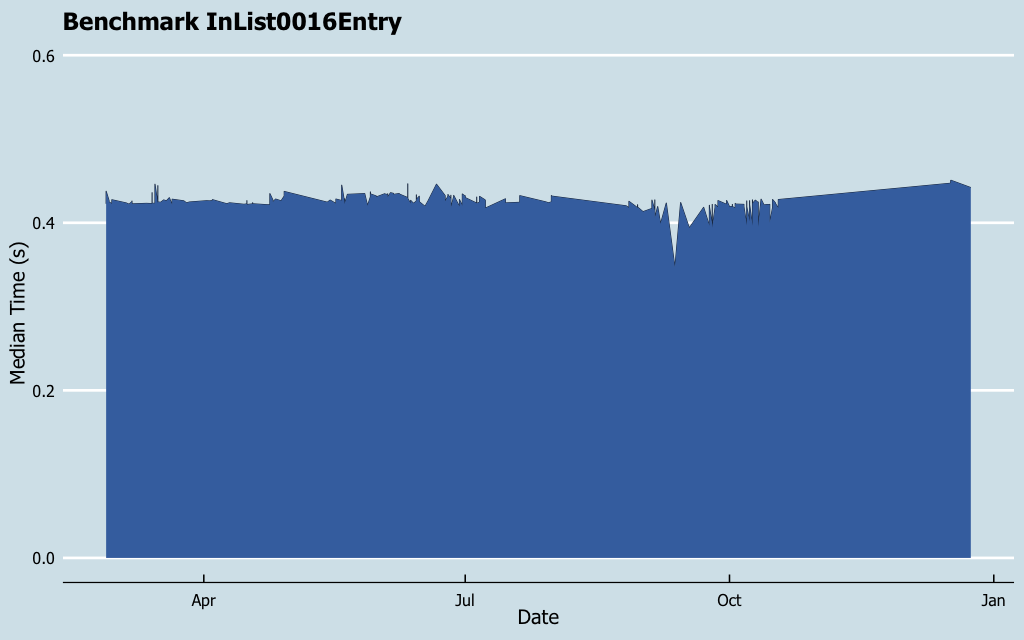 Benchmark InList0016Entry
0.6
0.4
0.2
0.0
Median Time (s)
Apr
Jul
Oct
Jan
Date